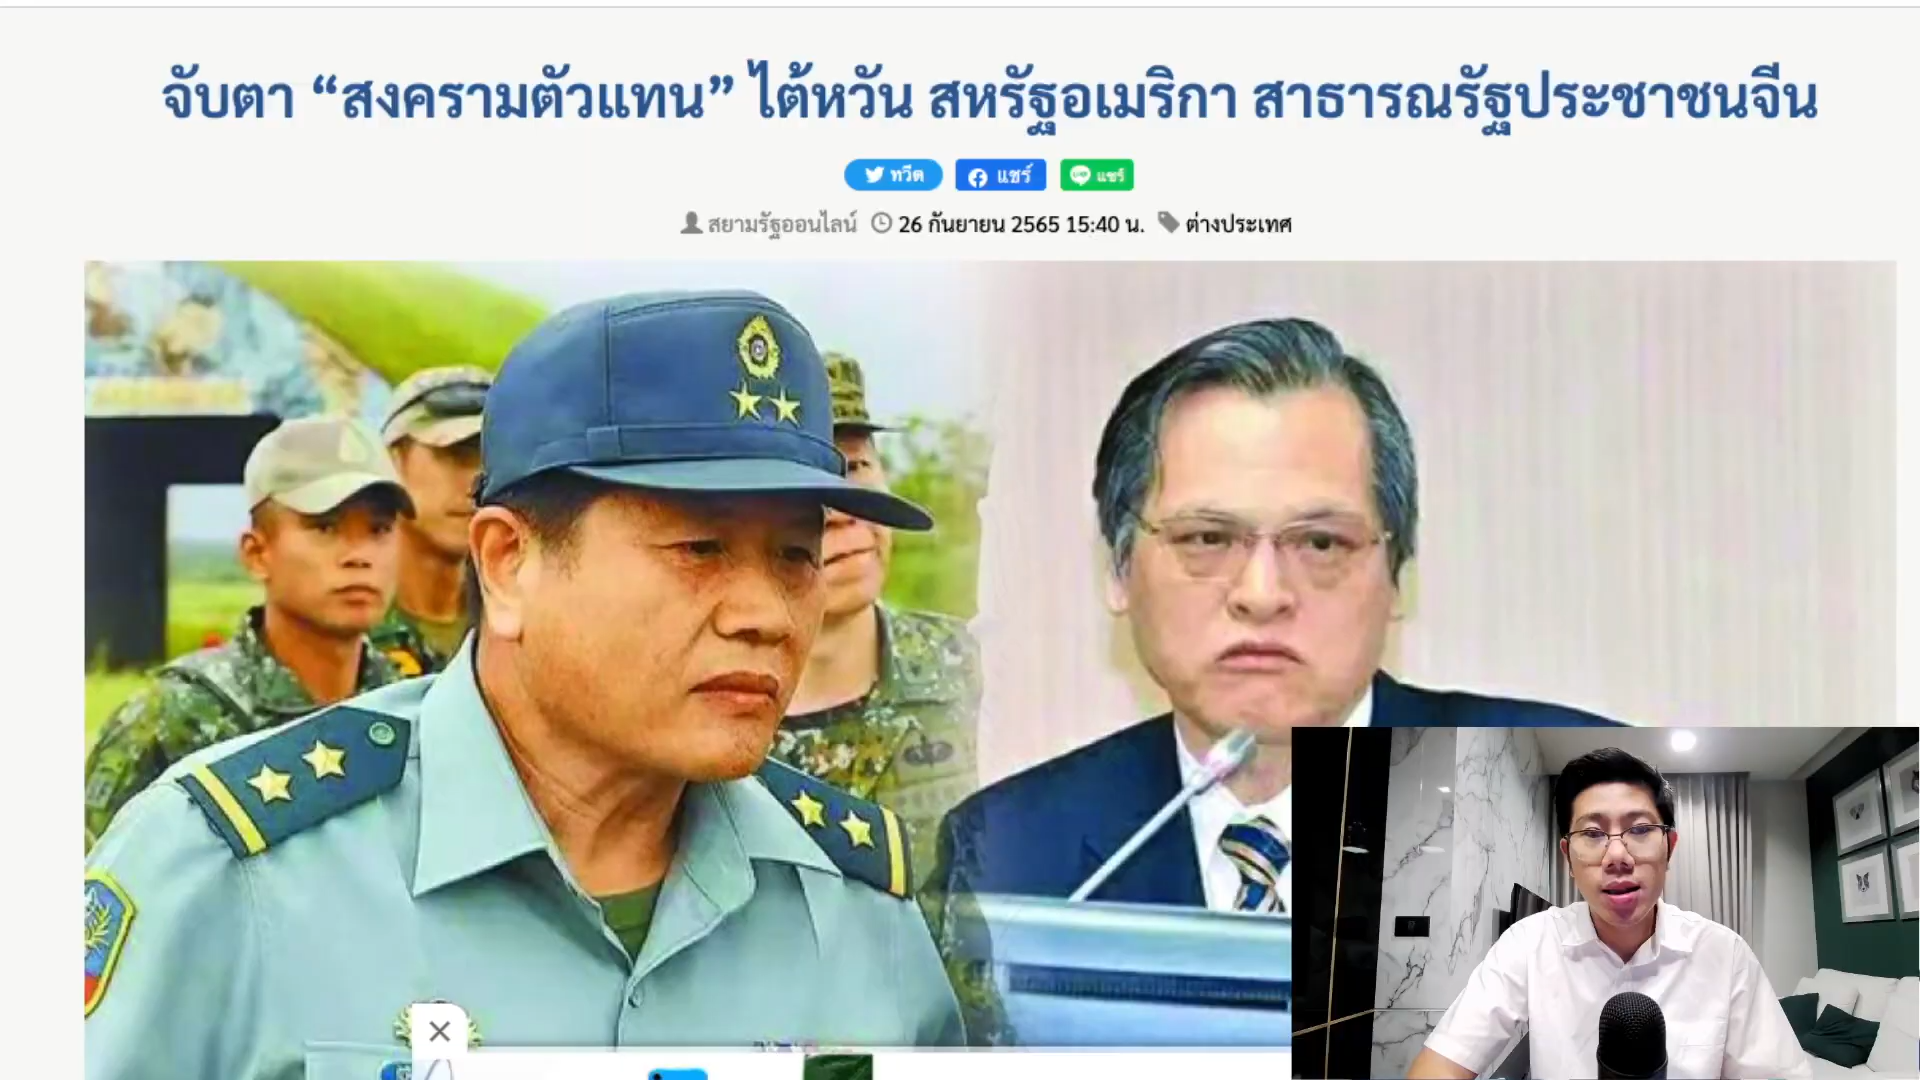 จับตา “สงครามตัวแทน” ไต้หวัน สหรัฐอเมริกา สาธารณรัฐประชาชนจีน
ทวีต แชร์ แชร์
สยามรัฐออนไลน์ 26 กันยายน 2565 15:40 น. ต่างประเทศ